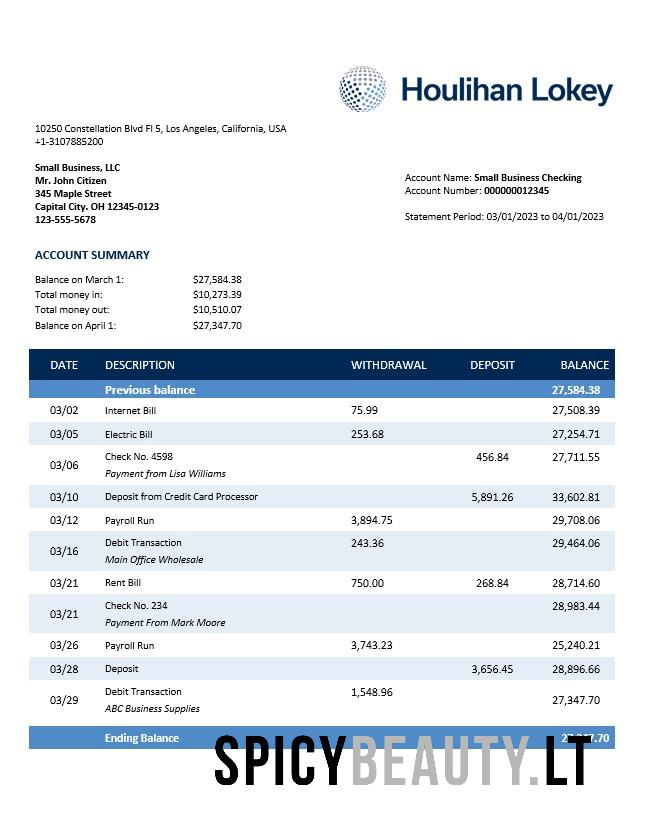 Houlihan Lokey
10250 Constellation Blvd Fl 5, Los Angeles, California, USA
+1-3107885200
Small Business, LLC
Mr. John Citizen
345 Maple Street
Capital City. OH 12345-0123
123-555-5678
Account Name: Small Business Checking
Account Number: 000000012345
Statement Period: 03/01/2023 to 04/01/2023
ACCOUNT SUMMARY
Balance on March 1: $27,584.38
Total money in: $10,273.39
Total money out: $10,510.07
Balance on April 1: $27,347.70
DATE DESCRIPTION WITHDRAWAL DEPOSIT BALANCE
Previous balance 27,584.38
03/02 Internet Bill 75.99 27,508.39
03/05 Electric Bill 253.68 27,254.71
03/06 Check No. 4598 456.84 27,711.55
Payment from Lisa Williams
03/10 Deposit from Credit Card Processor 5,891.26 33,602.81
03/12 Payroll Run 3,894.75 29,708.06
03/16 Debit Transaction 243.36 29,464.06
Main Office Wholesale
03/21 Rent Bill 750.00 268.84 28,714.60
03/21 Check No. 234 28,983.44
Payment From Mark Moore
03/26 Payroll Run 3,743.23 25,240.21
03/28 Deposit 3,656.45 28,896.66
03/29 Debit Transaction 1,548.96 27,347.70
ABC Business Supplies
Ending Balance
SPICYBEAUTY.LT